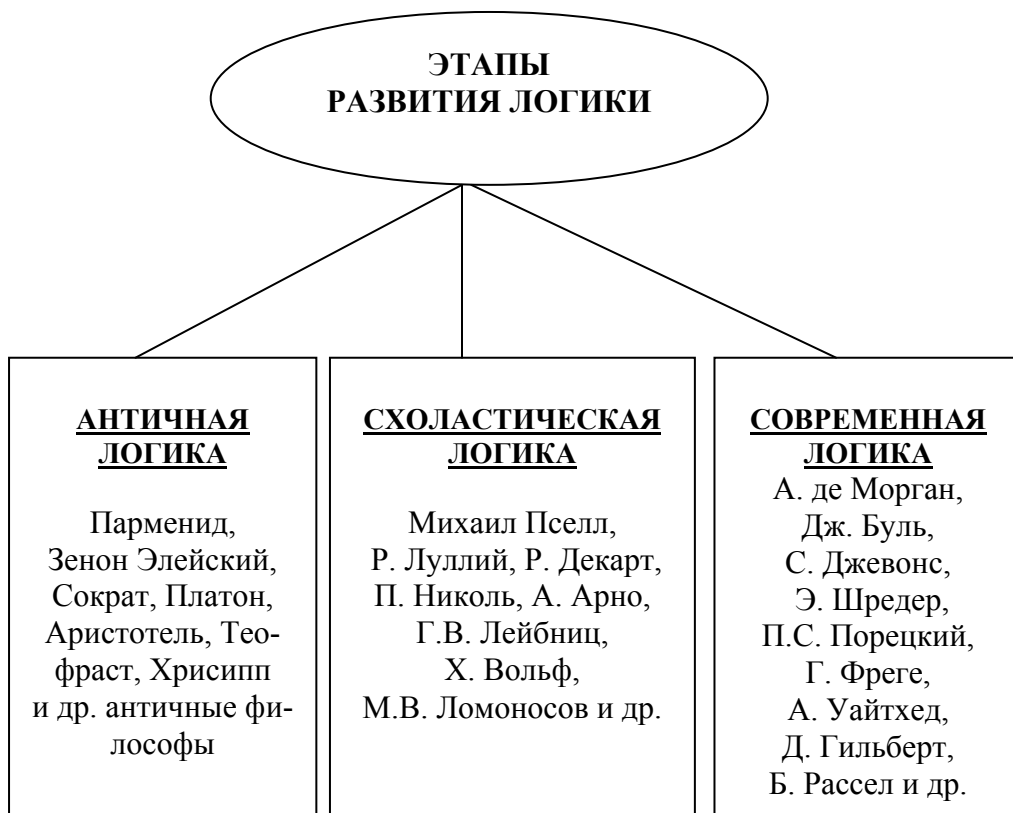 ЭТАПЫ
РАЗВИТИЯ ЛОГИКИ
АНТИЧНАЯ
ЛОГИКА
Парменид,
Зенон Элейский,
Сократ, Платон,
Аристотель, Тео-
фраст, Хрисипп
и др. античные фи-
лософы
СХОЛАСТИЧЕСКАЯ
ЛОГИКА
Михаил Пселл,
Р. Луллий, Р. Декарт,
П. Николь, А. Арно,
Г.В. Лейбниц,
Х. Вольф,
М.В. Ломоносов и др.
СОВРЕМЕННАЯ
ЛОГИКА
А. де Морган,
Дж. Буль,
С. Джевонс,
Э. Шредер,
П.С. Порецкий,
Г. Фреге,
А. Уайтхед,
Д. Гильберт,
Б. Рассел и др.